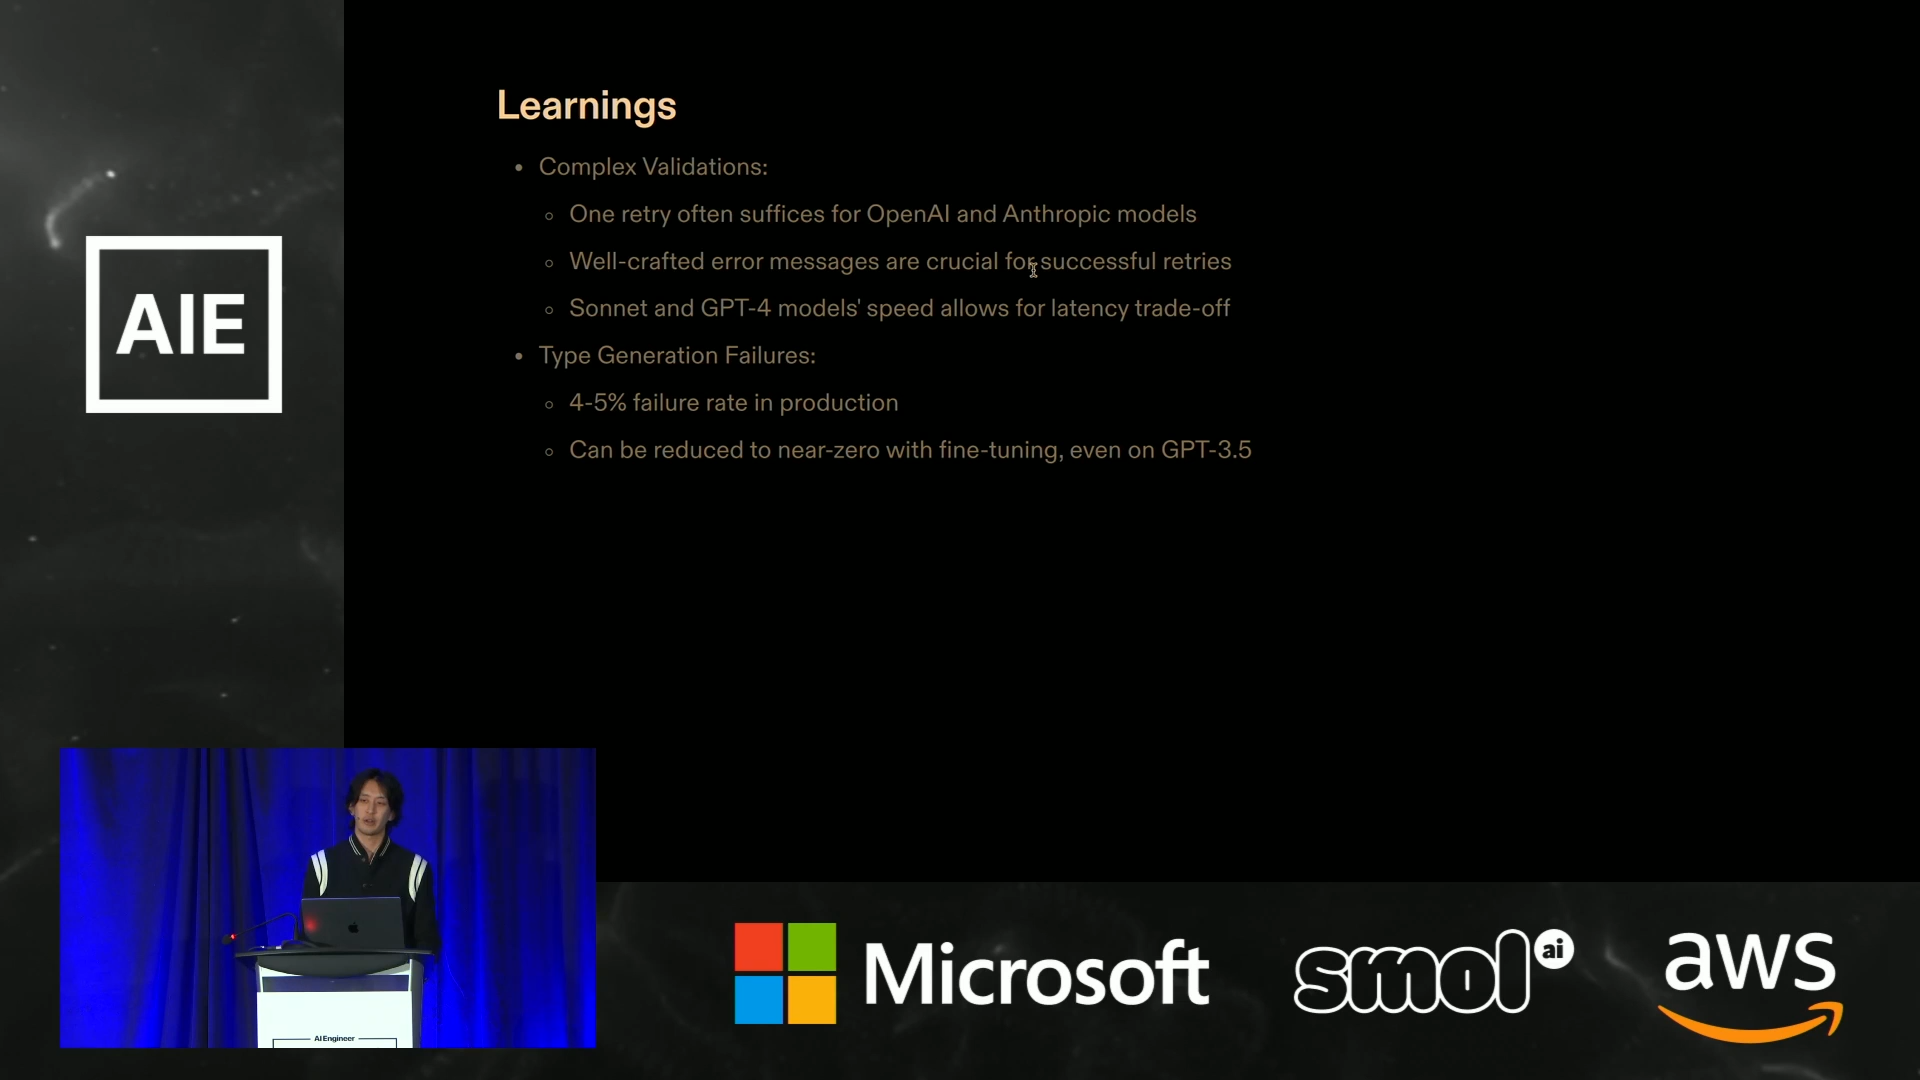 AIE
Learnings
• Complex Validations:
◦ One retry often suffices for OpenAI and Anthropic models
◦ Well-crafted error messages are crucial for successful retries
◦ Sonnet and GPT-4 models' speed allows for latency trade-off
• Type Generation Failures:
◦ 4-5% failure rate in production
◦ Can be reduced to near-zero with fine-tuning, even on GPT-3.5
AI Engineer
Microsoft
smol ai
aws